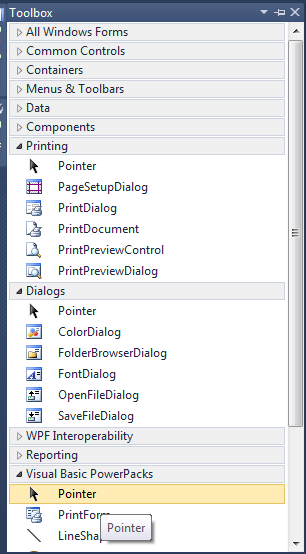 Toolbox
All Windows Forms
Common Controls
Containers
Menus & Toolbars
Data
Components
Printing
Pointer
PageSetupDialog
PrintDialog
PrintDocument
PrintPreviewControl
PrintPreviewDialog
Dialogs
Pointer
ColorDialog
FolderBrowserDialog
FontDialog
OpenFileDialog
SaveFileDialog
WPF Interoperability
Reporting
Visual Basic PowerPacks
Pointer
PrintForm
Pointer
LineShap